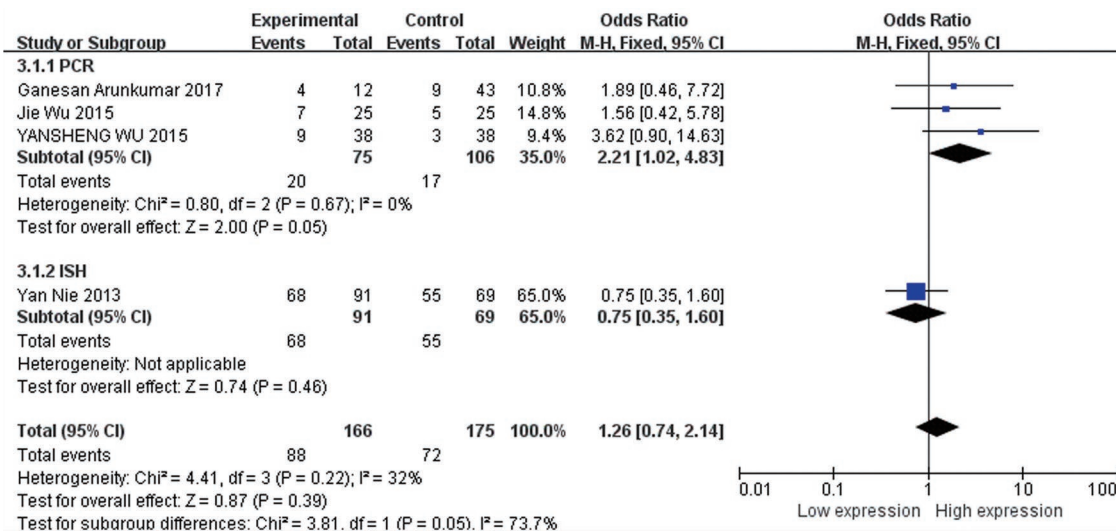 Experimental Control Odds Ratio Odds Ratio
Study or Subgroup Events Total Events Total Weight M-H, Fixed, 95% CI M-H, Fixed, 95% CI
3.1.1 PCR
Ganesan Arunkumar 2017 4 12 9 43 10.8% 1.89 [0.46, 7.72]
Jie Wu 2015 7 25 5 25 14.8% 1.56 [0.42, 5.78]
YANSHENG WU 2015 9 38 3 38 9.4% 3.62 [0.90, 14.63]
Subtotal (95% CI) 75 106 35.0% 2.21 [1.02, 4.83]
Total events 20 17
Heterogeneity: Chi² = 0.80, df = 2 (P = 0.67); I² = 0%
Test for overall effect: Z = 2.00 (P = 0.05)
3.1.2 ISH
Yan Nie 2013 68 91 55 69 65.0% 0.75 [0.35, 1.60]
Subtotal (95% CI) 91 69 65.0% 0.75 [0.35, 1.60]
Total events 68 55
Heterogeneity: Not applicable
Test for overall effect: Z = 0.74 (P = 0.46)
Total (95% CI) 166 175 100.0% 1.26 [0.74, 2.14]
Total events 88 72
Heterogeneity: Chi² = 4.41, df = 3 (P = 0.22); I² = 32%
Test for overall effect: Z = 0.87 (P = 0.39)
Test for subgroup differences: Chi² = 3.81, df = 1 (P = 0.05), I² = 73.7%
0.01 0.1 1 10 100
Low expression High expression